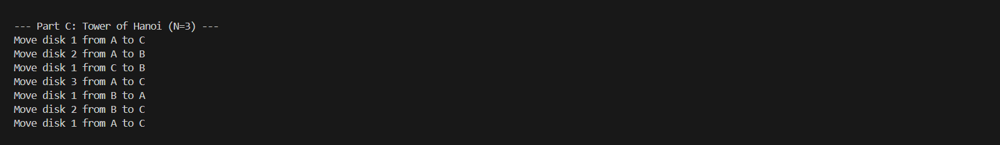 --- Part C: Tower of Hanoi (N=3) ---
Move disk 1 from A to C
Move disk 2 from A to B
Move disk 1 from C to B
Move disk 3 from A to C
Move disk 1 from B to A
Move disk 2 from B to C
Move disk 1 from A to C